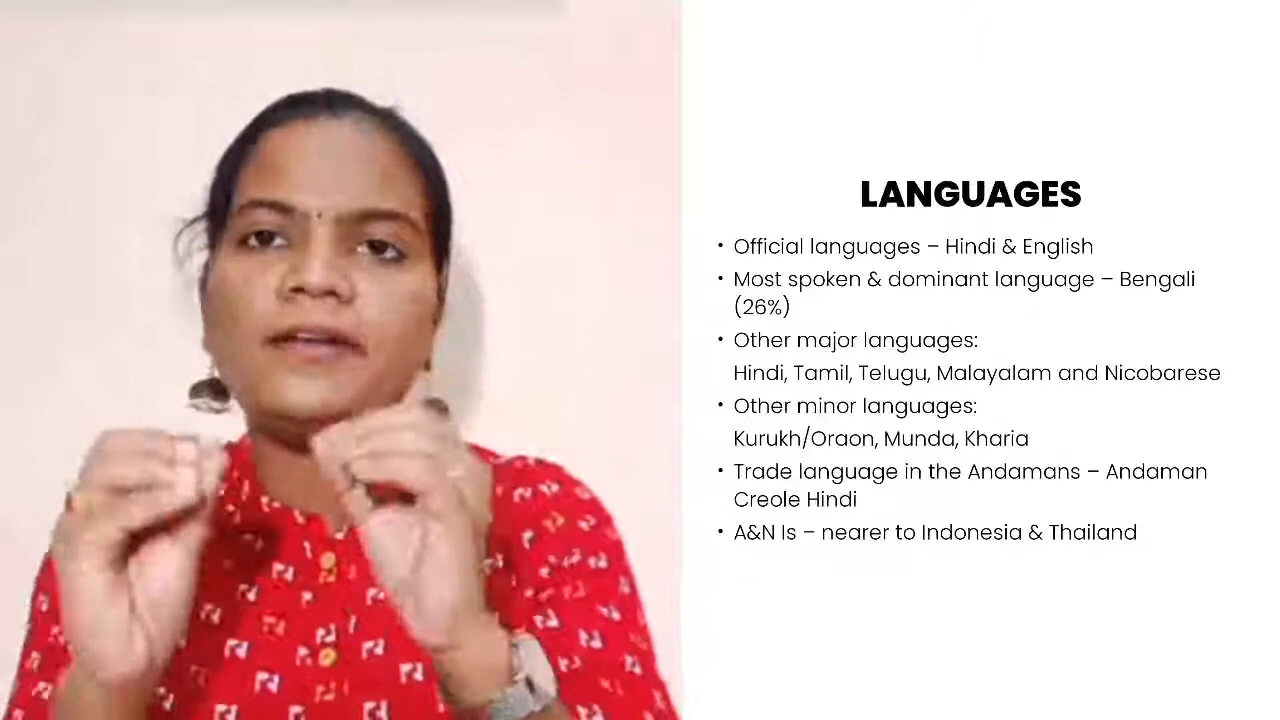 LANGUAGES
• Official languages – Hindi & English
• Most spoken & dominant language – Bengali
(26%)
• Other major languages:
Hindi, Tamil, Telugu, Malayalam and Nicobarese
• Other minor languages:
Kurukh/Oraon, Munda, Kharia
• Trade language in the Andamans – Andaman
Creole Hindi
• A&N Is – nearer to Indonesia & Thailand